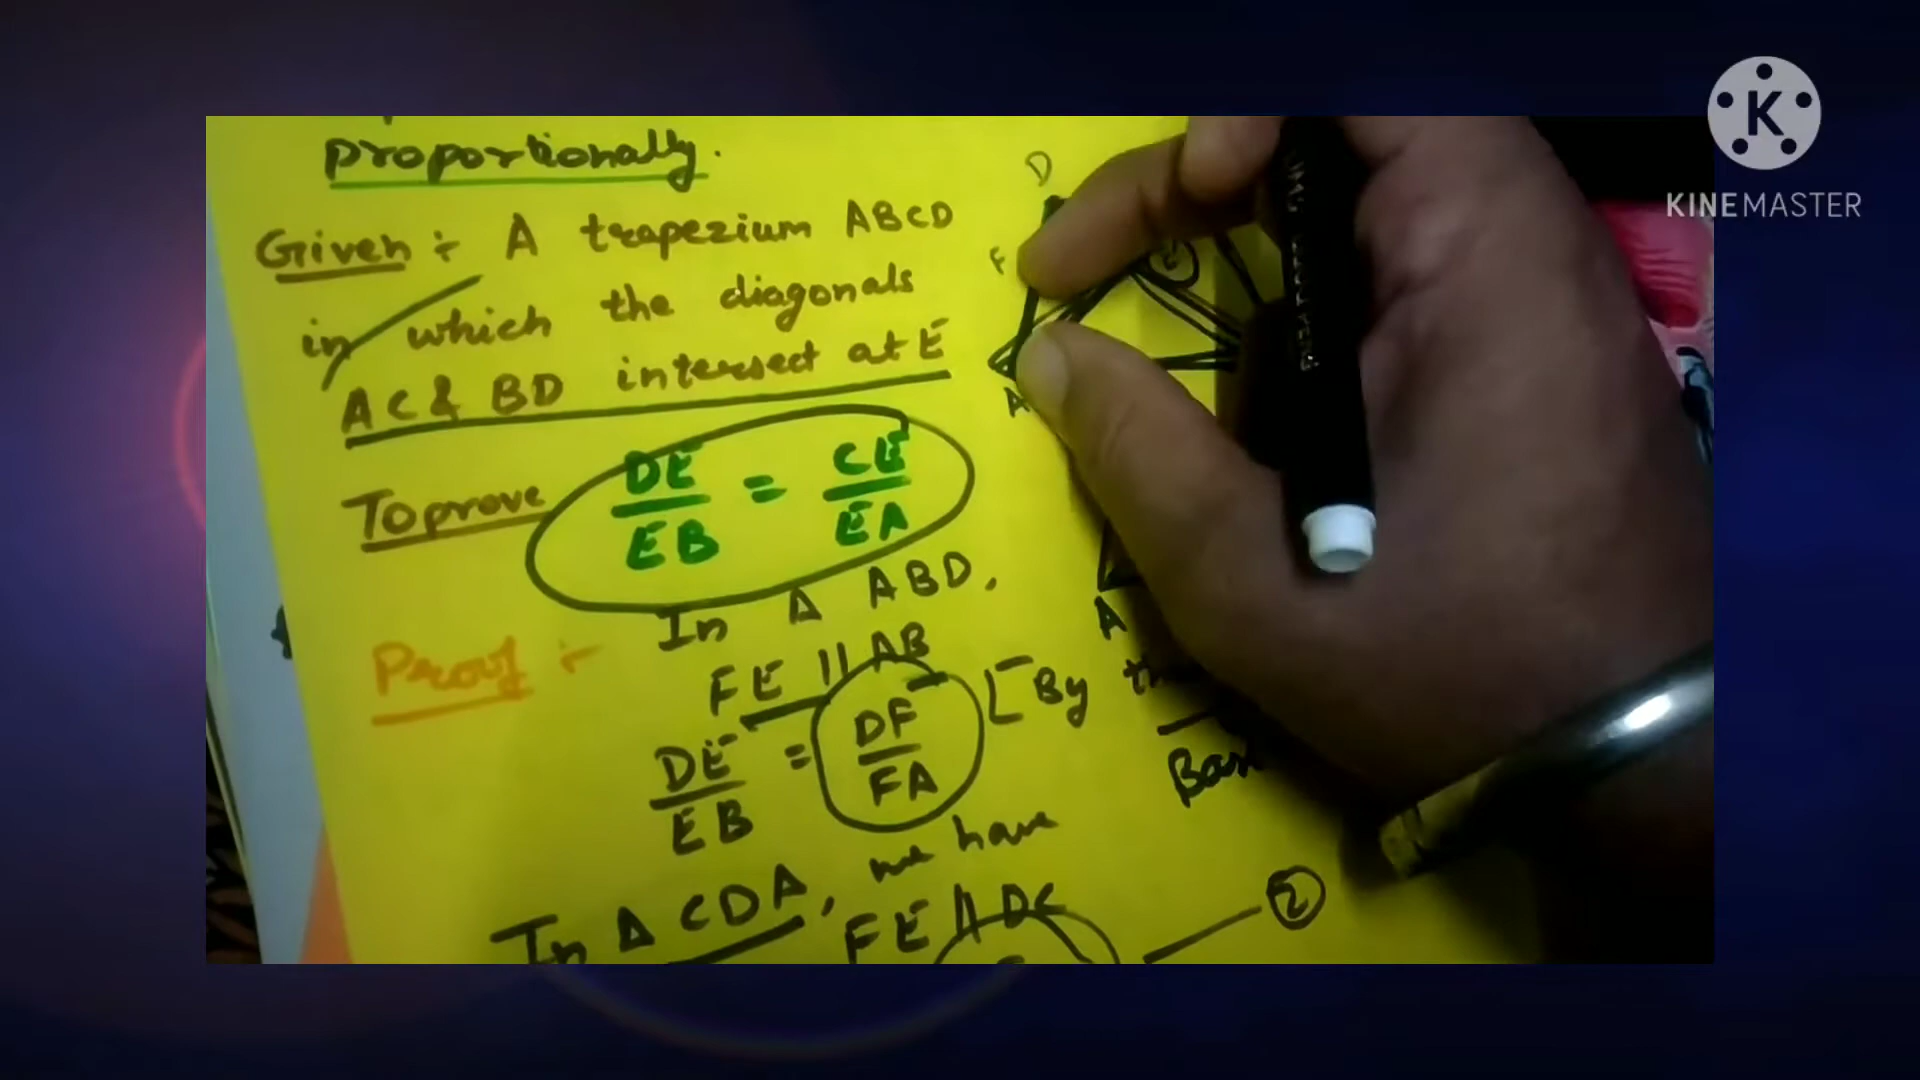 proportionally.
Given :- A trapezium ABCD
in which the diagonals
AC & BD intersect at E
To prove DE/EB = CE/EA
Proof :- In Δ ABD,
FE || AB
DE/EB = DF/FA [By
In Δ CDA, we have
FE || DC
2
D
F
E
A
A
K
KINEMASTER